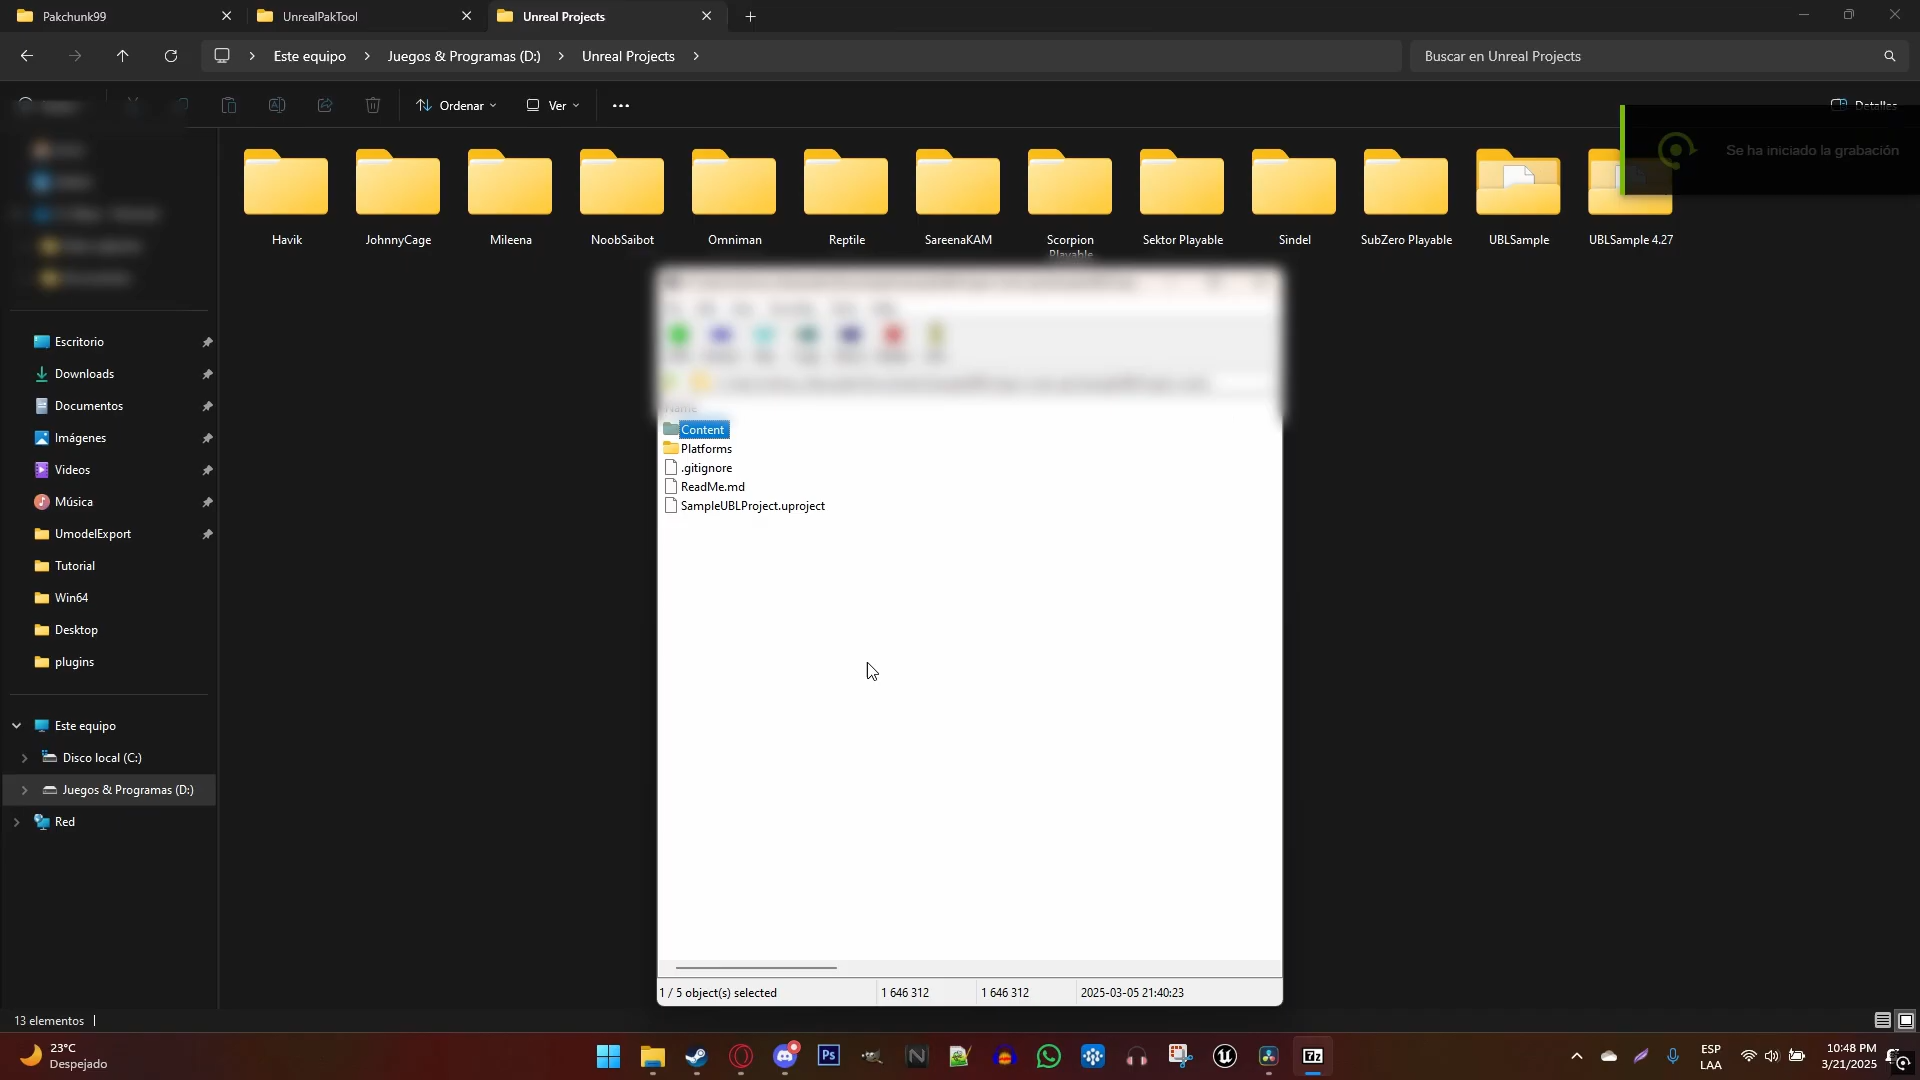 Pakchunk99
UnrealPakTool
Unreal Projects
Este equipo
Juegos & Programas (D:)
Unreal Projects
Buscar en Unreal Projects
Ordenar
Ver
Detalles
Se ha iniciado la grabación
Havik
JohnnyCage
Mileena
NoobSaibot
Omniman
Reptile
SareenaKAM
Scorpion
Playable
Sektor Playable
Sindel
SubZero Playable
UBLSample
UBLSample 4.27
Escritorio
Downloads
Documentos
Imágenes
Videos
Música
UmodelExport
Tutorial
Win64
Desktop
plugins
Este equipo
Disco local (C:)
Juegos & Programas (D:)
Red
Name
Content
Platforms
.gitignore
ReadMe.md
SampleUBLProject.uproject
1 / 5 object(s) selected
1 646 312
1 646 312
2025-03-05 21:40:23
13 elementos
23°C
Despejado
Ps
N
7z
ESP
LAA
10:48 PM
3/21/2025